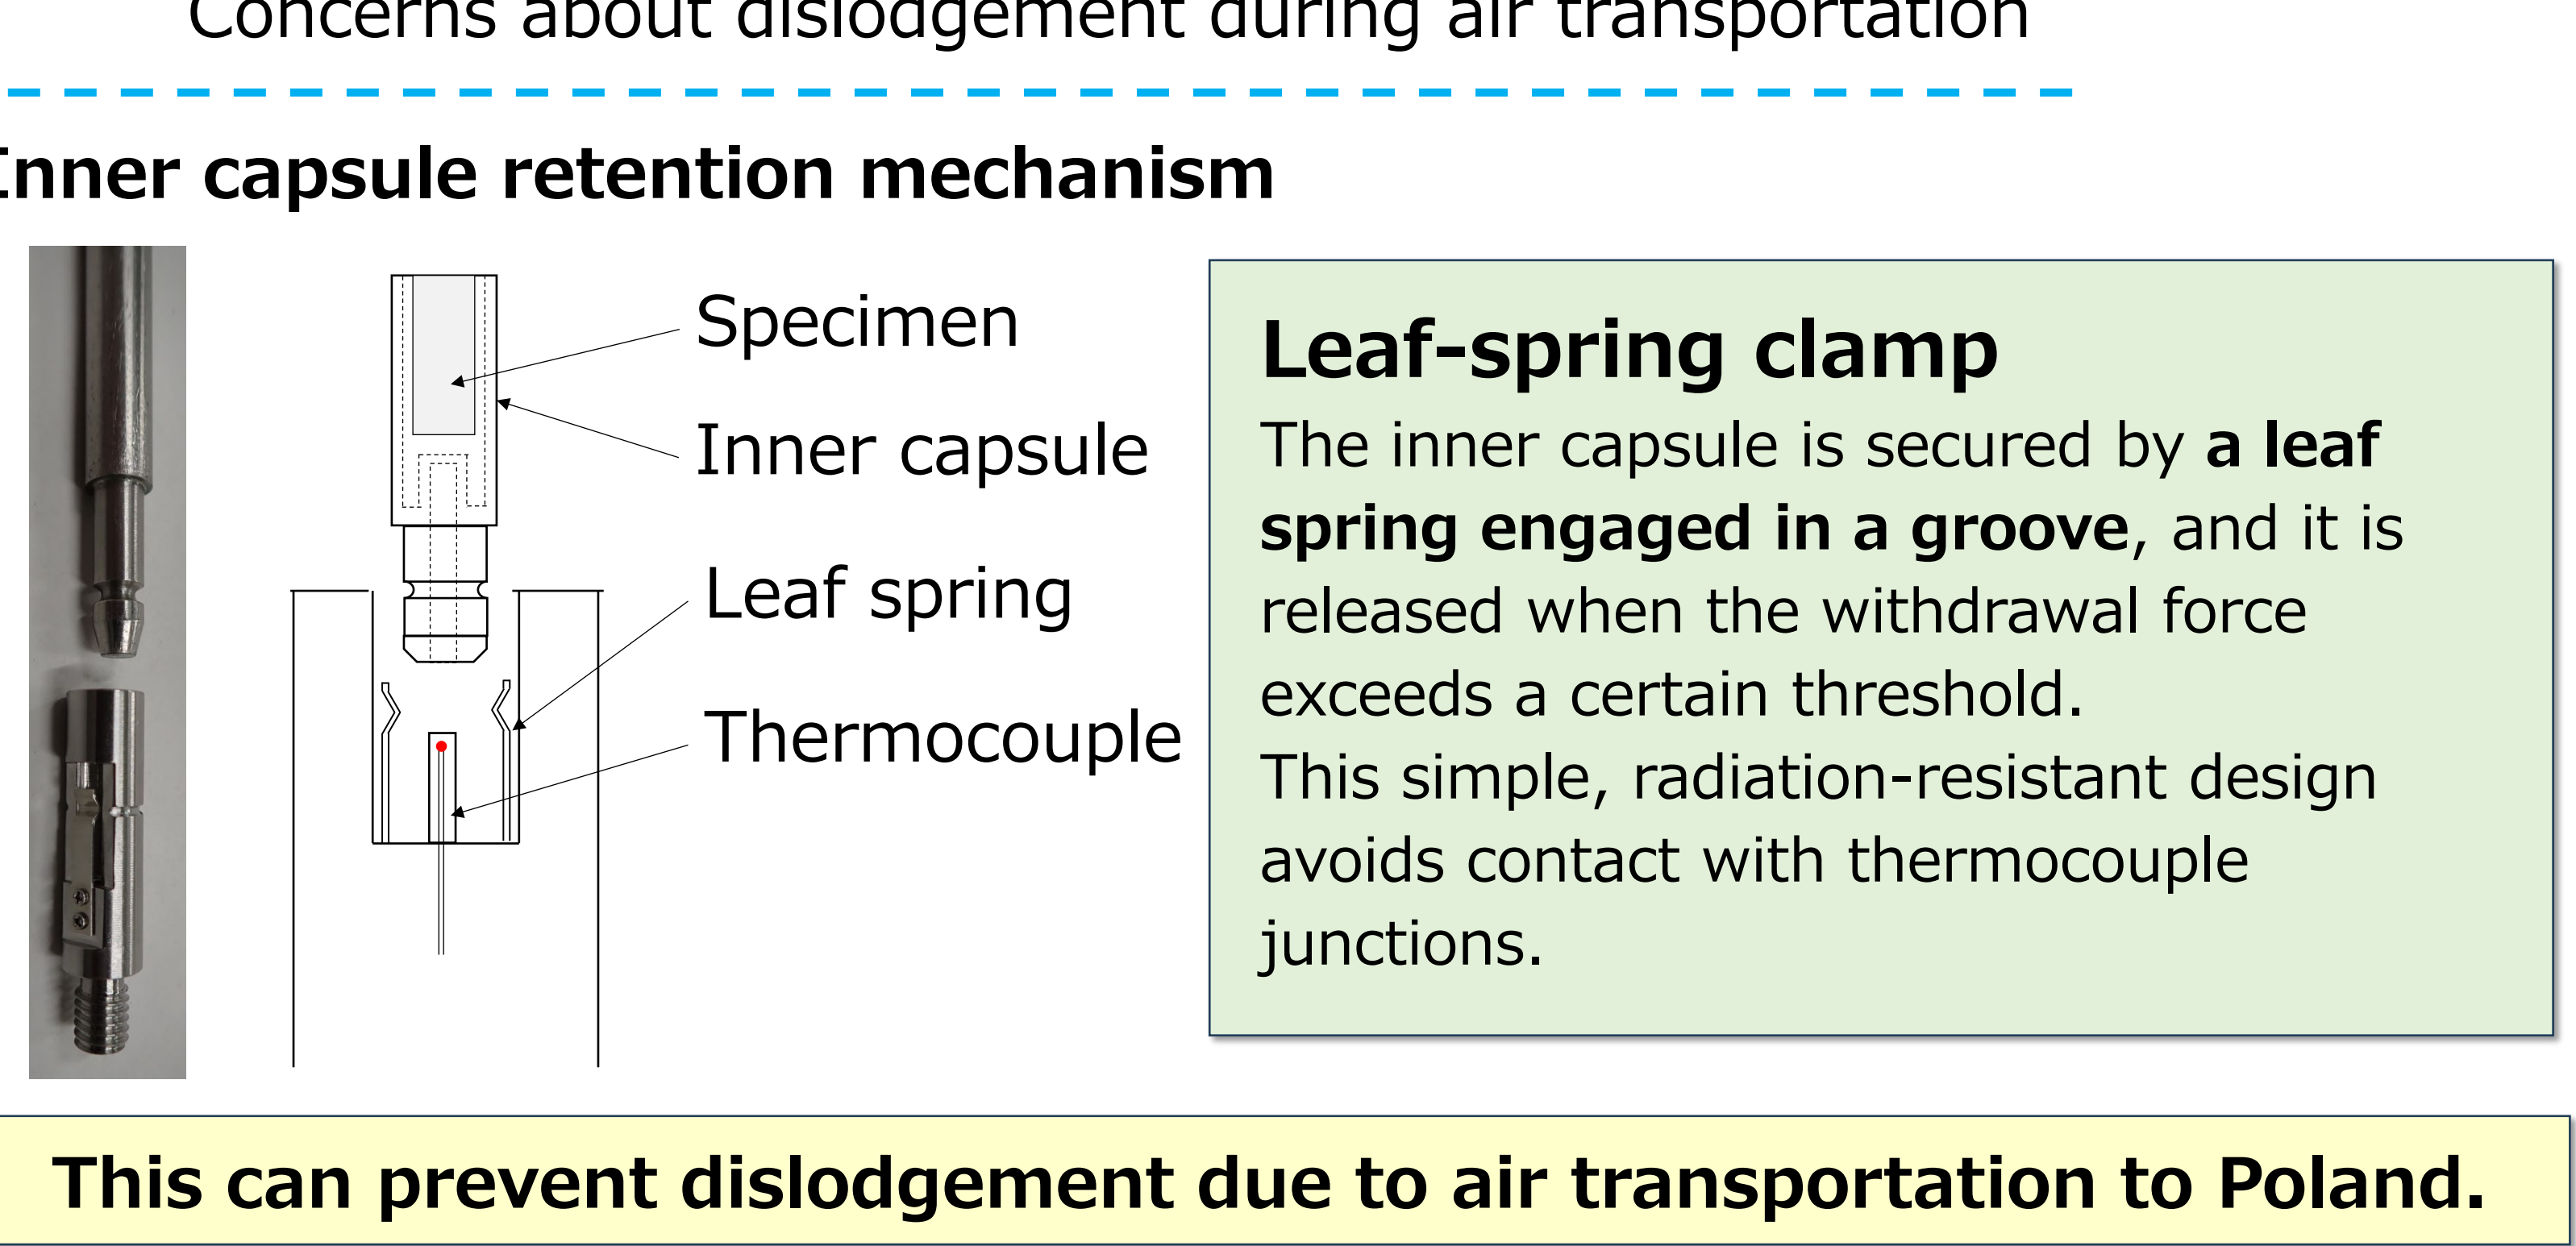 Concerns about dislodgement during air transportation
Inner capsule retention mechanism
Specimen
Inner capsule
Leaf spring
Thermocouple
Leaf-spring clamp
The inner capsule is secured by a leaf
spring engaged in a groove, and it is
released when the withdrawal force
exceeds a certain threshold.
This simple, radiation-resistant design
avoids contact with thermocouple
junctions.
This can prevent dislodgement due to air transportation to Poland.